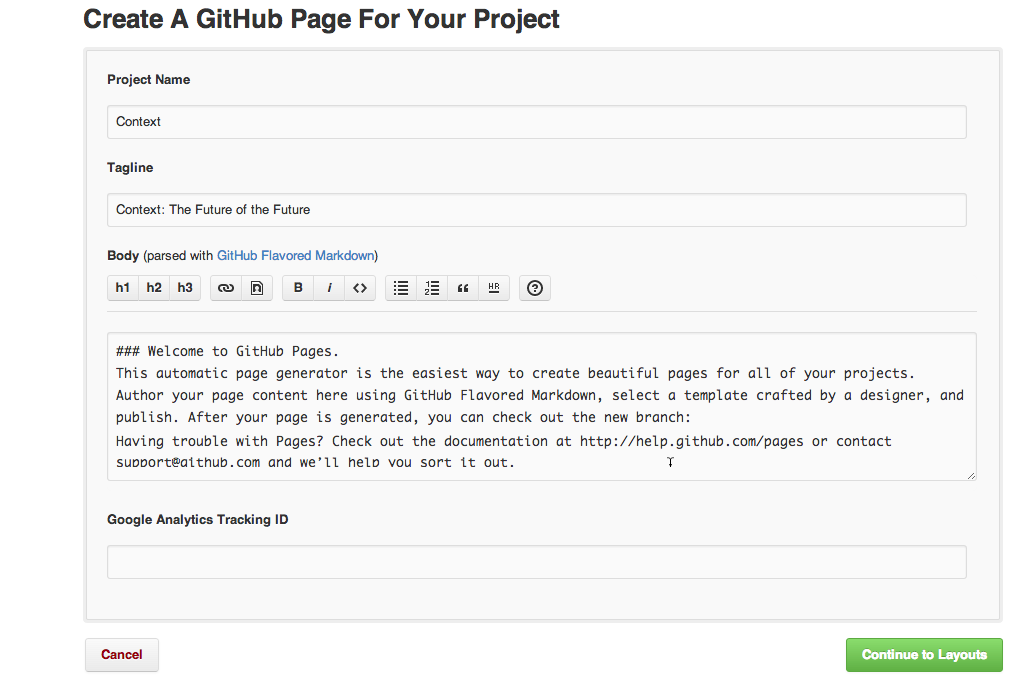 Create A GitHub Page For Your Project
Project Name
Context
Tagline
Context: The Future of the Future
Body (parsed with GitHub Flavored Markdown)
h1 h2 h3 B i <> 1 2 “ HR ?
### Welcome to GitHub Pages.
This automatic page generator is the easiest way to create beautiful pages for all of your projects.
Author your page content here using GitHub Flavored Markdown, select a template crafted by a designer, and
publish. After your page is generated, you can check out the new branch:
Having trouble with Pages? Check out the documentation at http://help.github.com/pages or contact
support@github.com and we’ll help you sort it out.
Google Analytics Tracking ID
Cancel Continue to Layouts